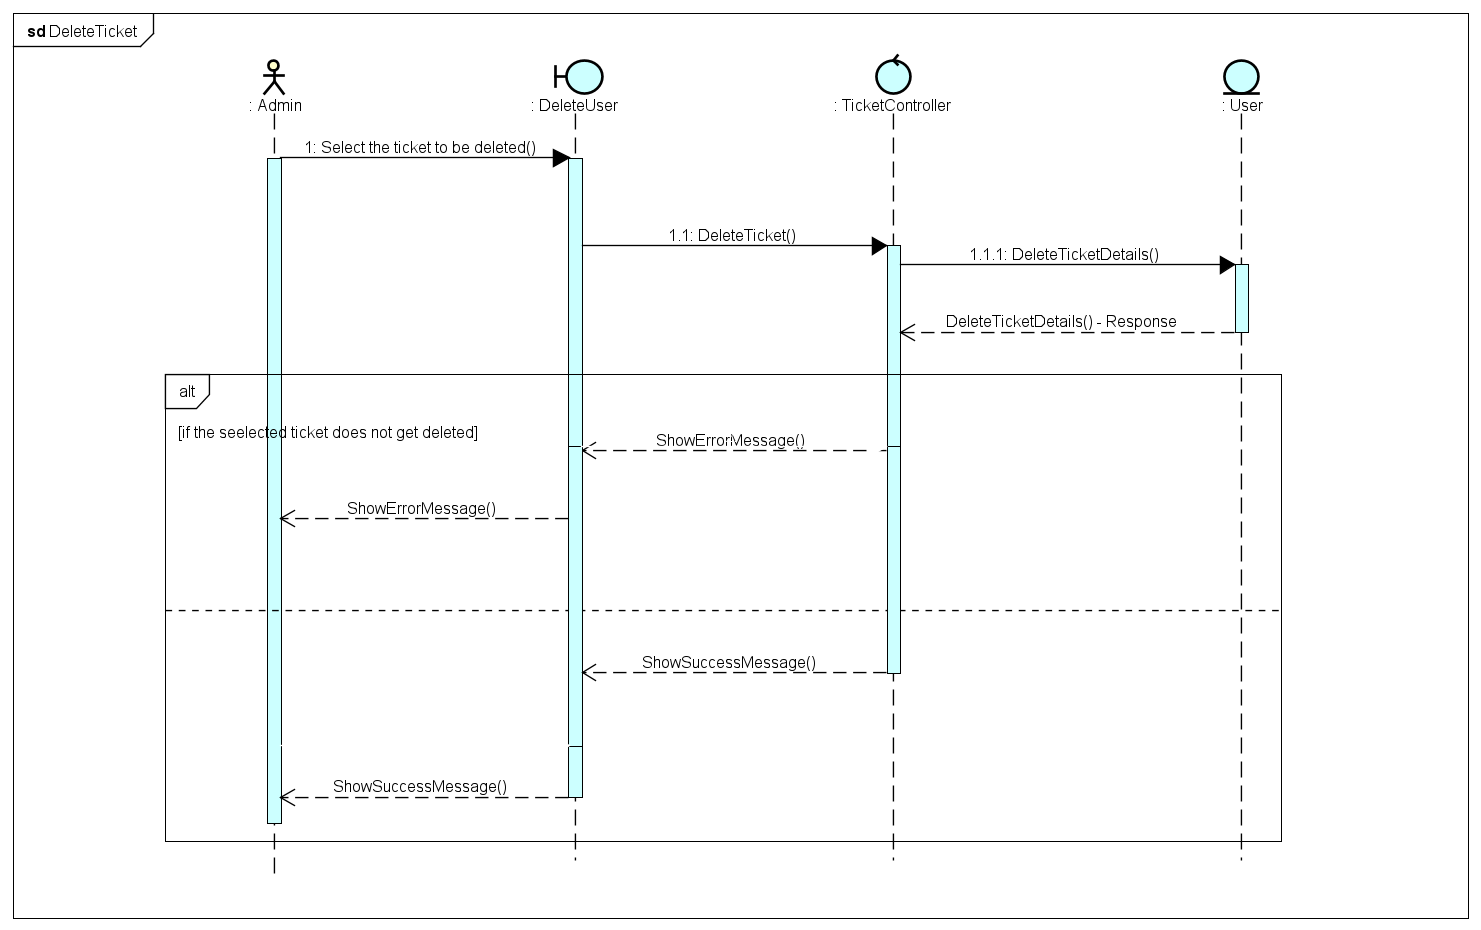 sd DeleteTicket
: Admin
: DeleteUser
: TicketController
: User
1: Select the ticket to be deleted()
1.1: DeleteTicket()
1.1.1: DeleteTicketDetails()
DeleteTicketDetails() - Response
alt
[if the seelected ticket does not get deleted]
ShowErrorMessage()
ShowErrorMessage()
ShowSuccessMessage()
ShowSuccessMessage()